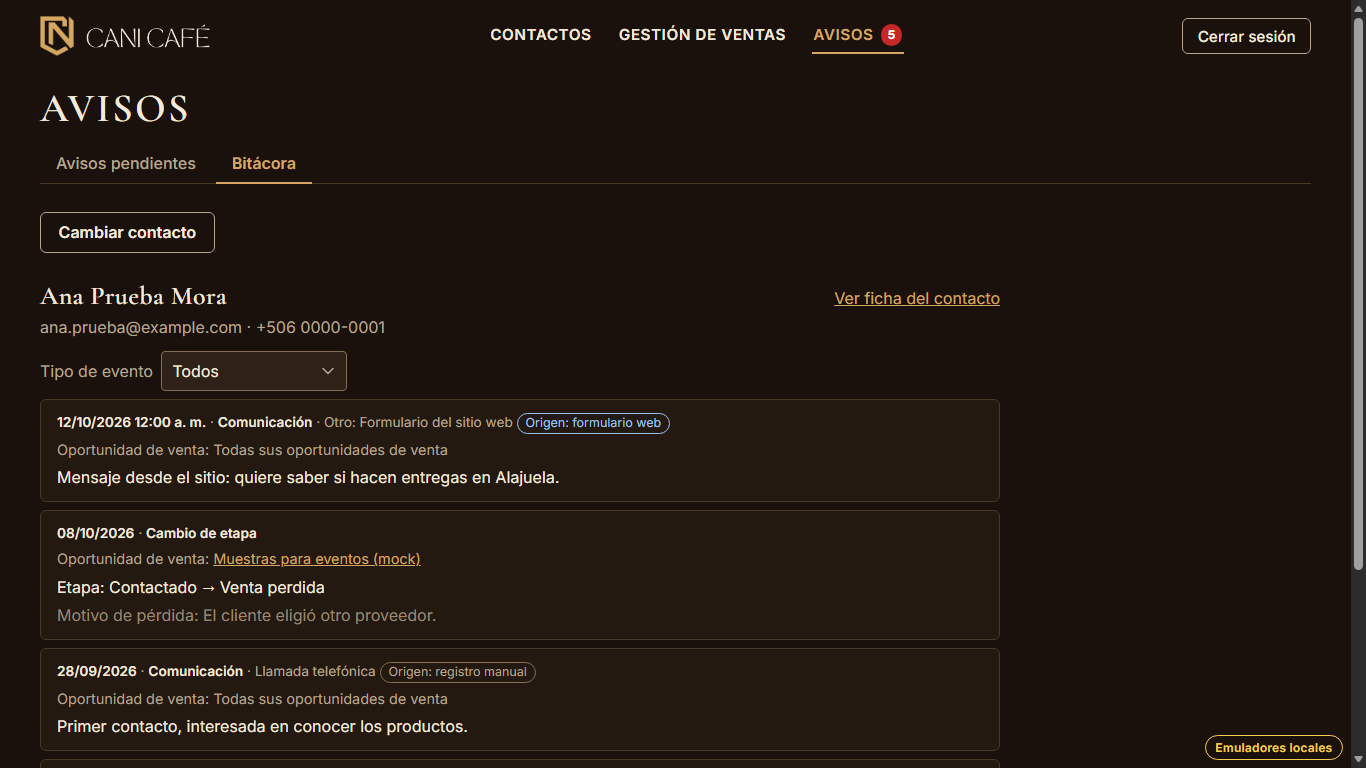 CANI CAFÉ
CONTACTOS GESTIÓN DE VENTAS AVISOS 5
Cerrar sesión
AVISOS
Avisos pendientes Bitácora
Cambiar contacto
Ana Prueba Mora
Ver ficha del contacto
ana.prueba@example.com · +506 0000-0001
Tipo de evento Todos
12/10/2026 12:00 a. m. · Comunicación · Otro: Formulario del sitio web Origen: formulario web
Oportunidad de venta: Todas sus oportunidades de venta
Mensaje desde el sitio: quiere saber si hacen entregas en Alajuela.
08/10/2026 · Cambio de etapa
Oportunidad de venta: Muestras para eventos (mock)
Etapa: Contactado → Venta perdida
Motivo de pérdida: El cliente eligió otro proveedor.
28/09/2026 · Comunicación · Llamada telefónica Origen: registro manual
Oportunidad de venta: Todas sus oportunidades de venta
Primer contacto, interesada en conocer los productos.
Emuladores locales